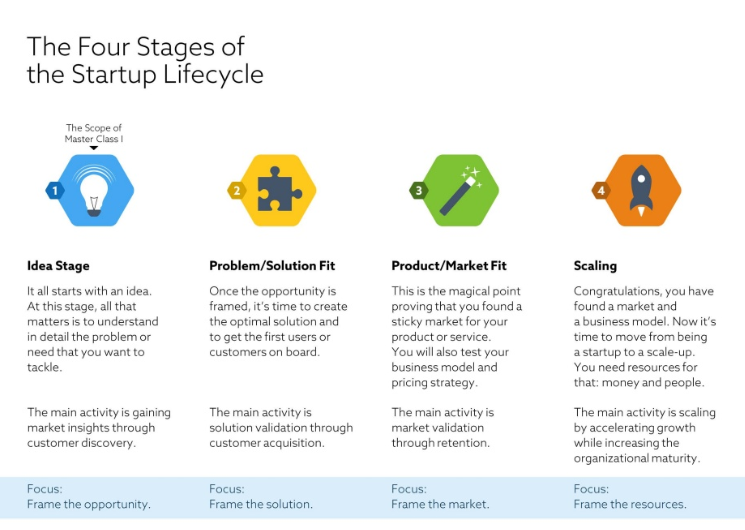 The Four Stages of
the Startup Lifecycle
The Scope of
Master Class I
1
2
3
4
Idea Stage
It all starts with an idea.
At this stage, all that
matters is to understand
in detail the problem or
need that you want to
tackle.
The main activity is gaining
market insights through
customer discovery.
Focus:
Frame the opportunity.
Problem/Solution Fit
Once the opportunity is
framed, it's time to create
the optimal solution and
to get the first users or
customers on board.
The main activity is
solution validation through
customer acquisition.
Focus:
Frame the solution.
Product/Market Fit
This is the magical point
proving that you found a
sticky market for your
product or service.
You will also test your
business model and
pricing strategy.
The main activity is
market validation
through retention.
Focus:
Frame the market.
Scaling
Congratulations, you have
found a market and
a business model. Now it's
time to move from being
a startup to a scale-up.
You need resources for
that: money and people.
The main activity is scaling
by accelerating growth
while increasing the
organizational maturity.
Focus:
Frame the resources.